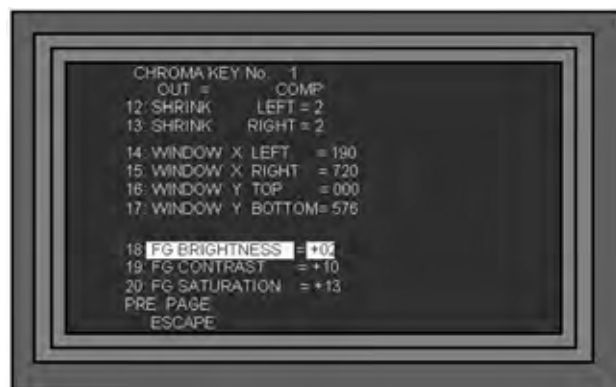 CHROMA KEY No. 1
OUT = COMP
12: SHRINK LEFT = 2
13: SHRINK RIGHT = 2
14: WINDOW X LEFT = 190
15: WINDOW X RIGHT = 720
16: WINDOW Y TOP = 000
17: WINDOW Y BOTTOM= 576
18: FG BRIGHTNESS = +02
19: FG CONTRAST = +10
20: FG SATURATION = +13
PRE PAGE
ESCAPE